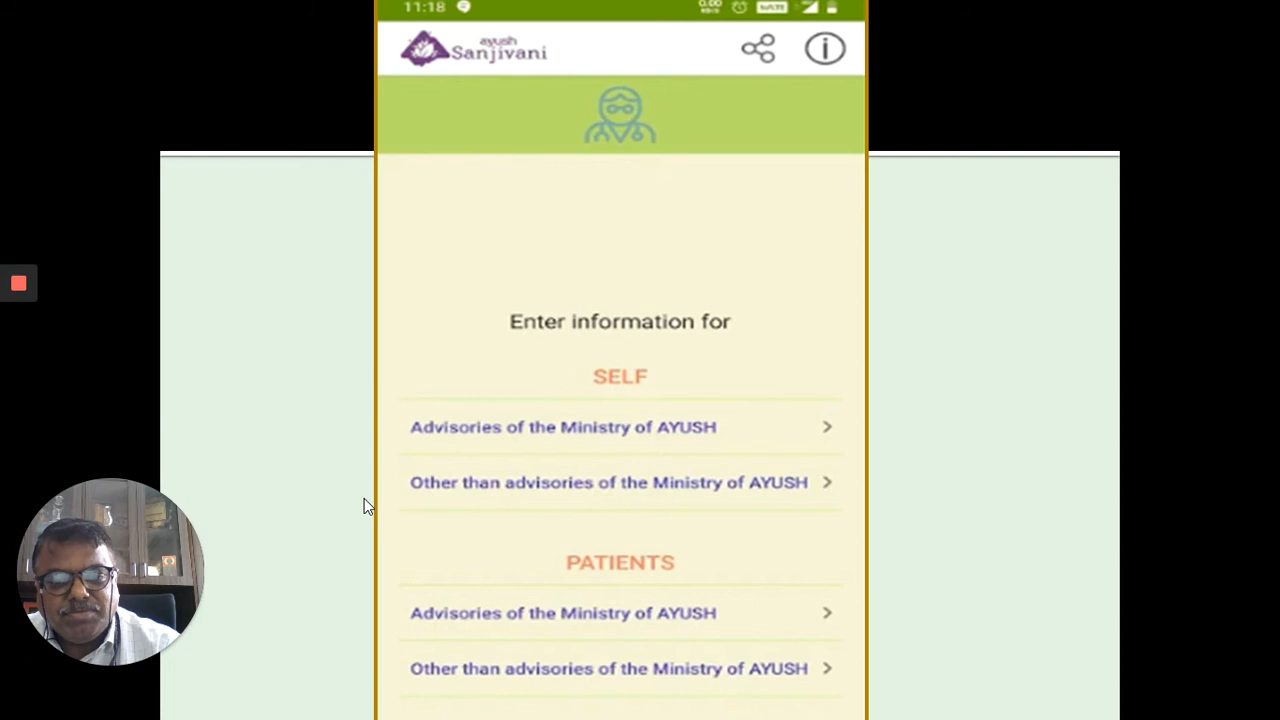 11:18
ayush
Sanjivani
Enter information for
SELF
Advisories of the Ministry of AYUSH
Other than advisories of the Ministry of AYUSH
PATIENTS
Advisories of the Ministry of AYUSH
Other than advisories of the Ministry of AYUSH